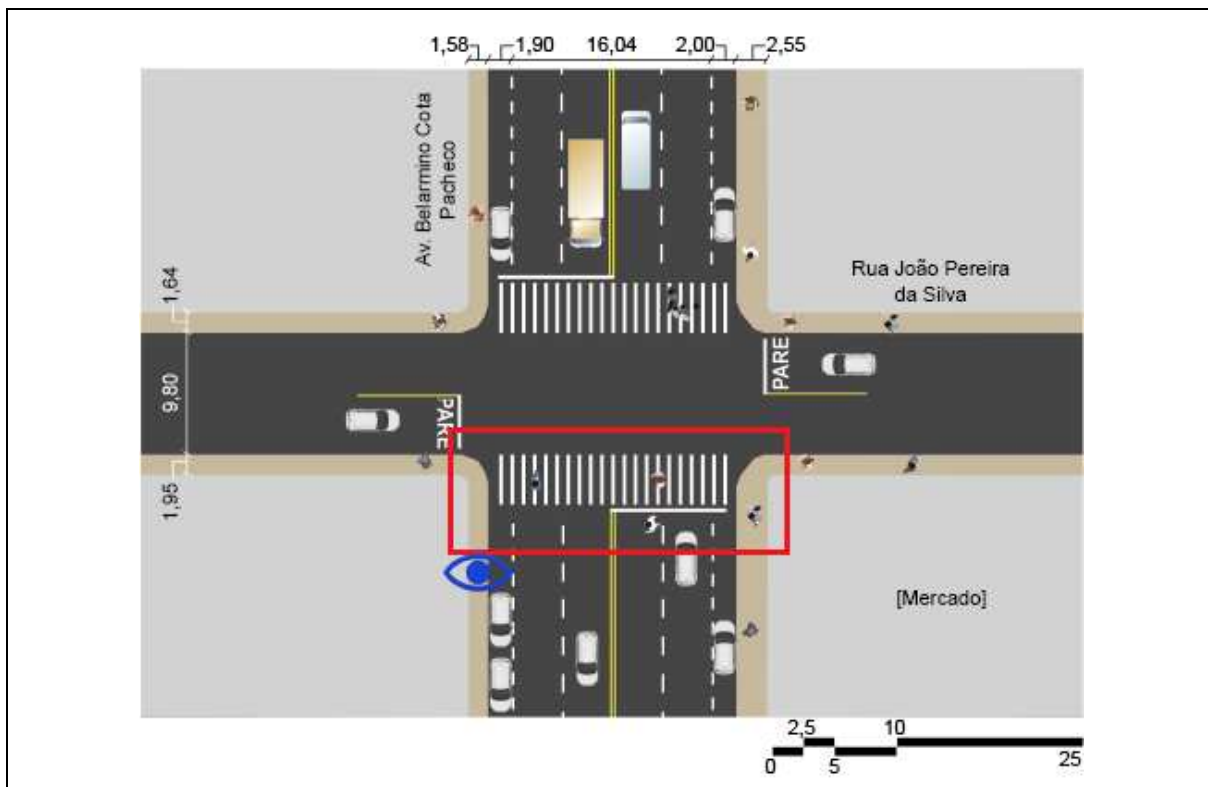 1,58 1,90 16,04 2,00 2,55
Av. Belarmino Cota
Pacheco
Rua João Pereira
da Silva
1,64
PARE
9,80
PARE
1,95
[Mercado]
2,5 10
0 5 25